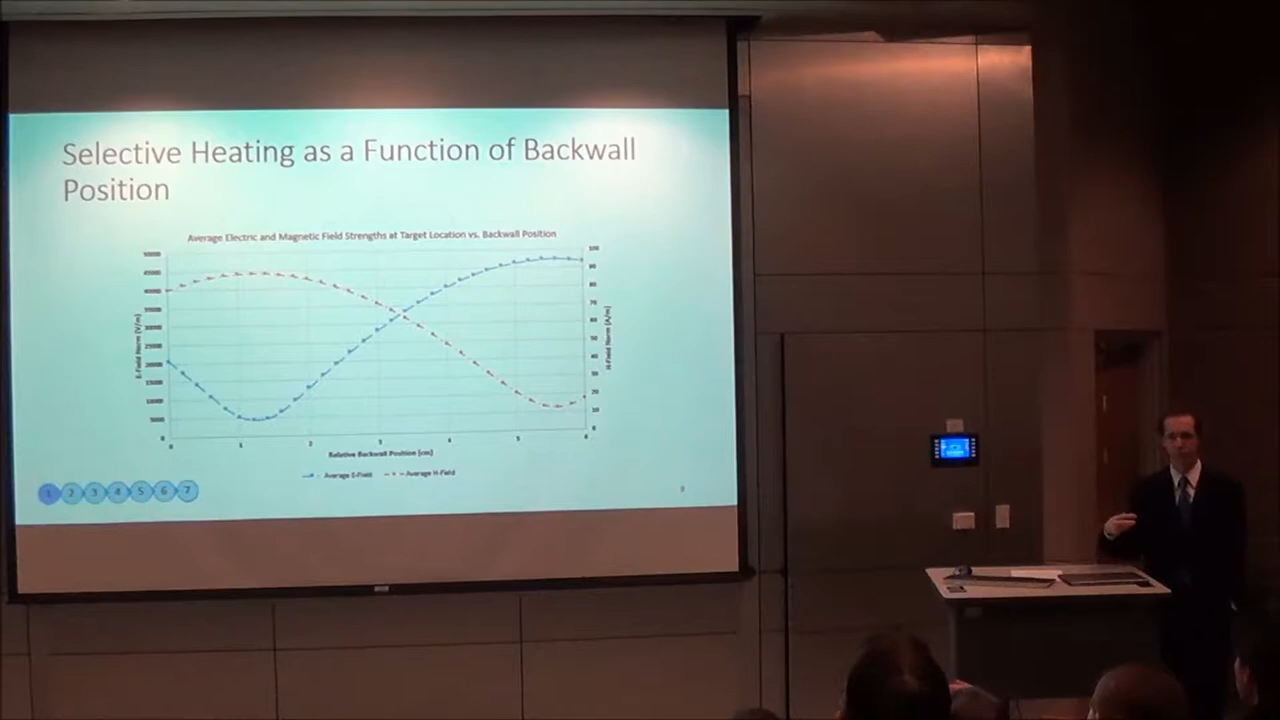 Selective Heating as a Function of Backwall
Position
Average Electric and Magnetic Field Strengths at Target Location vs. Backwall Position
50000
45000
40000
35000
30000
25000
20000
15000
10000
5000
0
E-Field Norm (V/m)
100
90
80
70
60
50
40
30
20
10
0
H-Field Norm (A/m)
0 1 2 3 4 5 6
Relative Backwall Position (cm)
Average E-Field Average H-Field
1 2 3 4 5 6 7
9